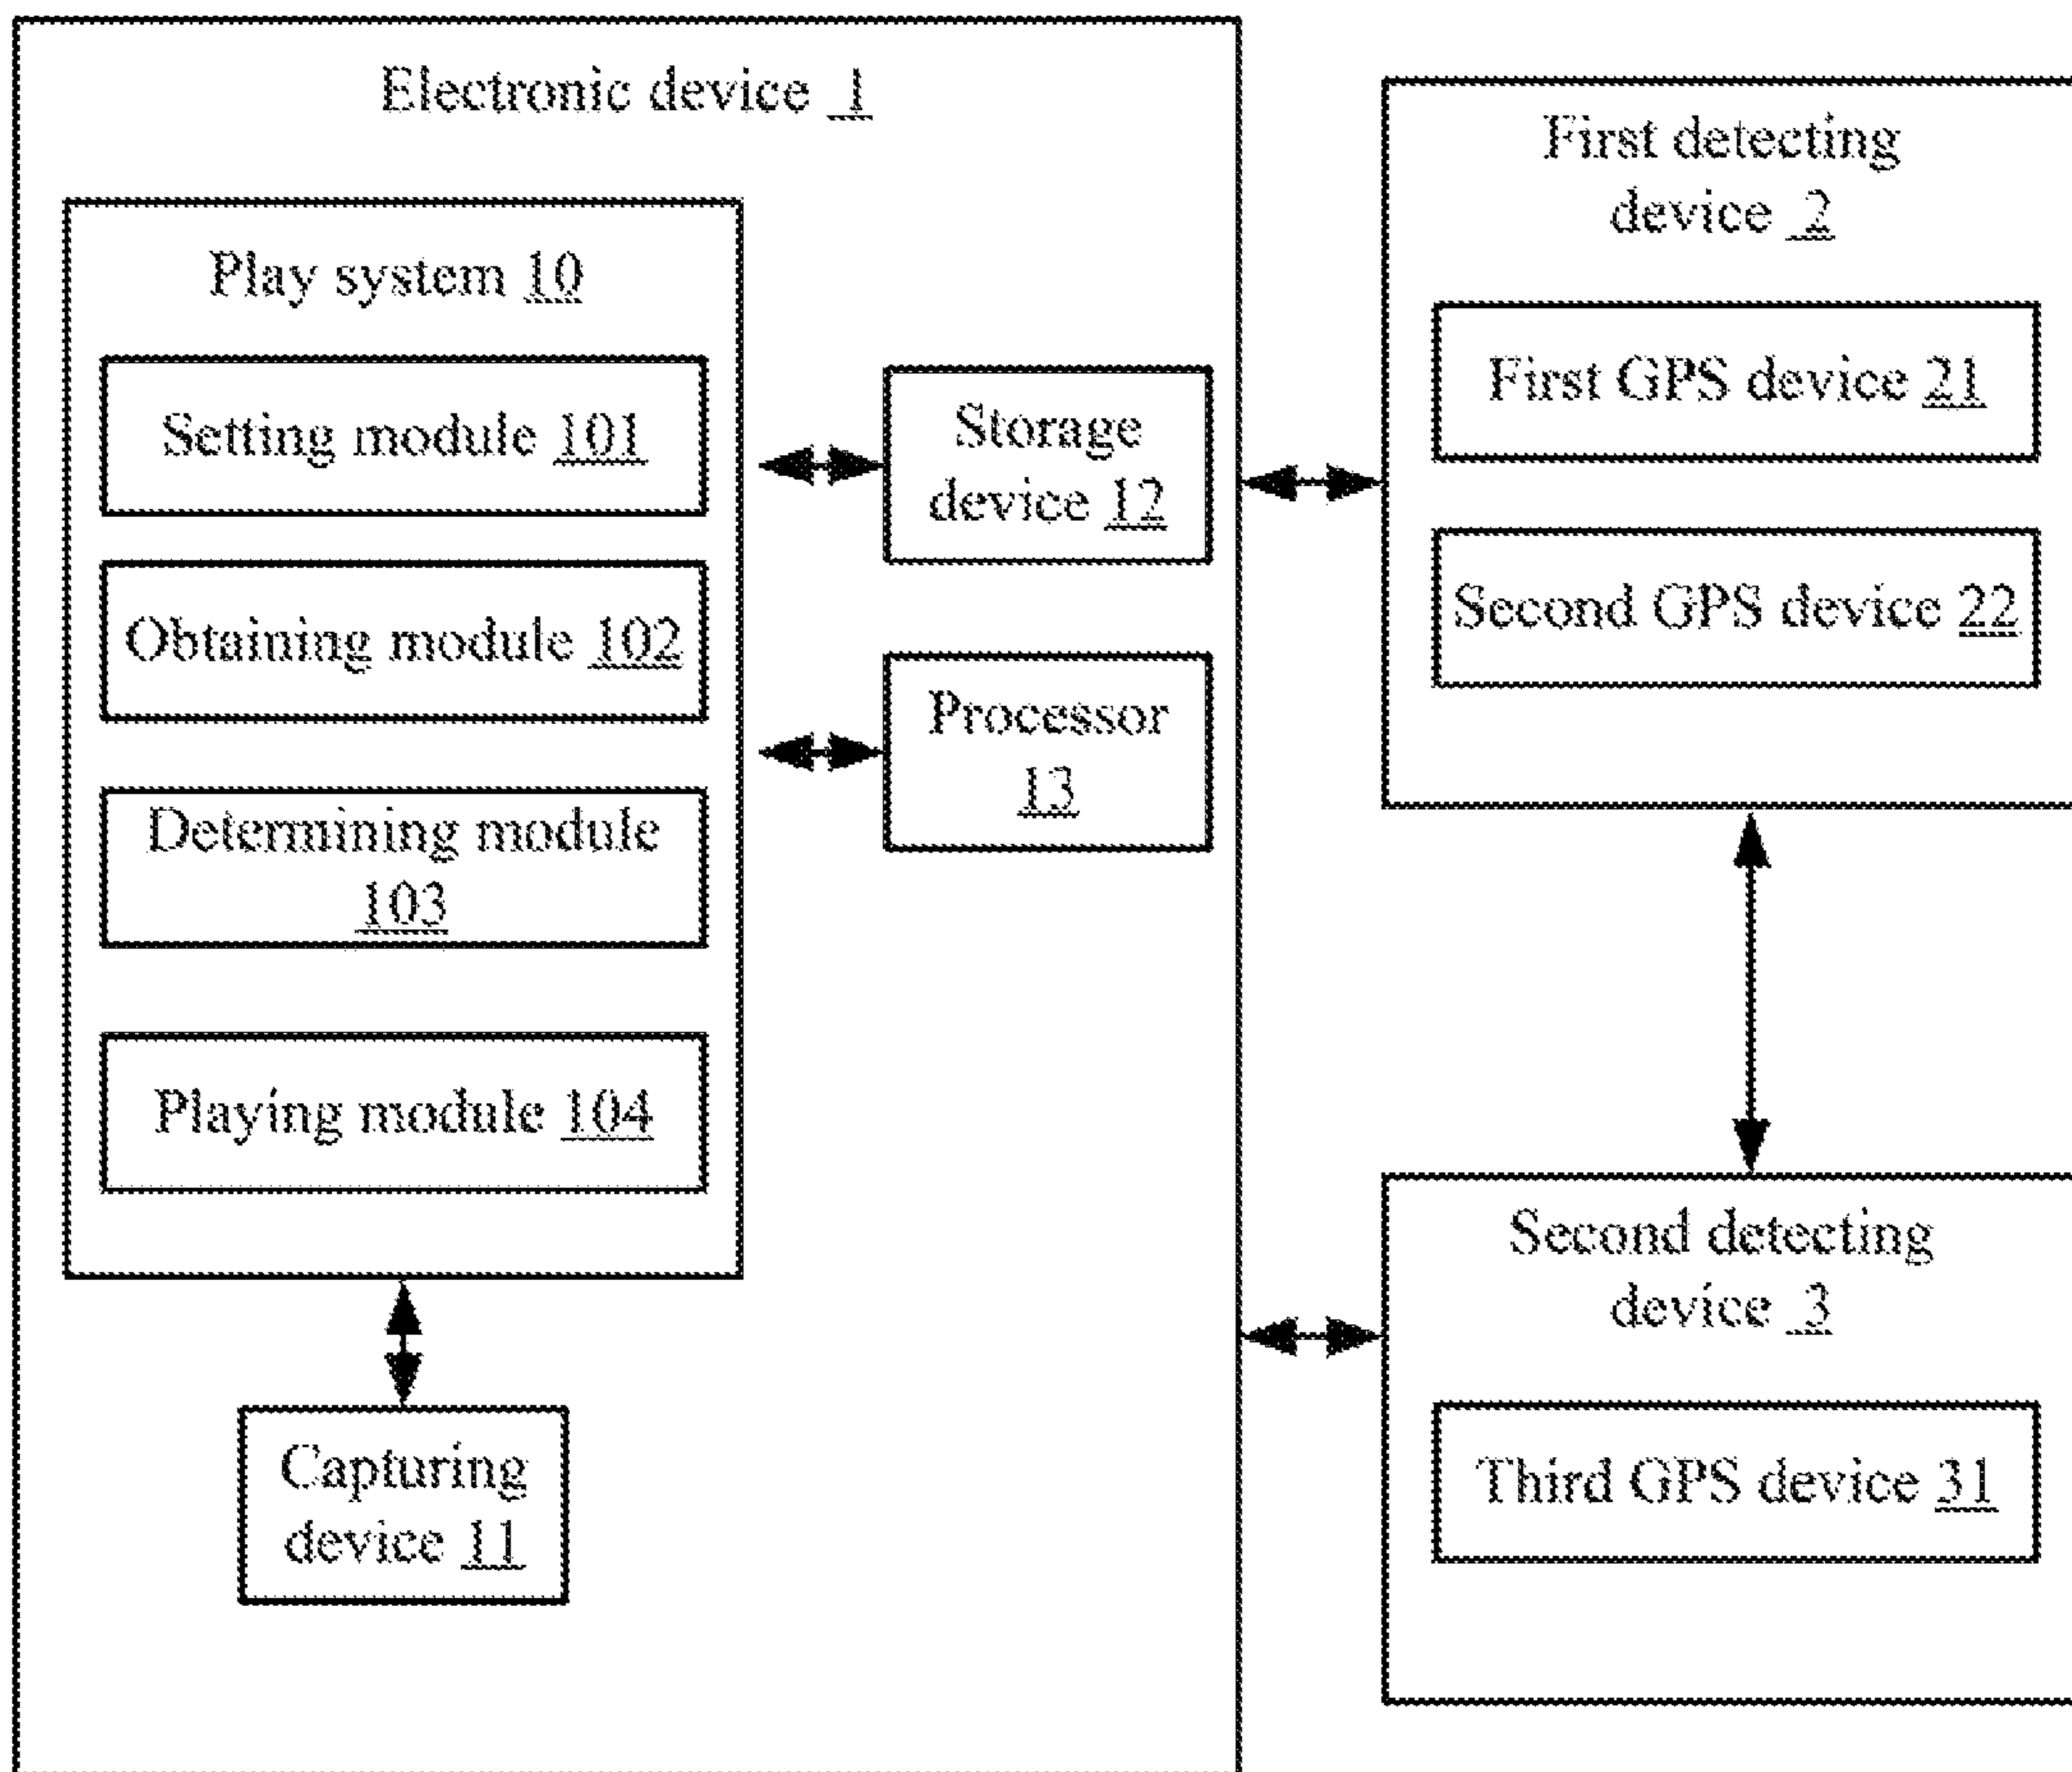 Electronic device 1
Play system 10
Setting module 101
Obtaining module 102
Determining module
103
Playing module 104
Storage
device 12
Processor
13
Capturing
device 11
First detecting
device 2
First GPS device 21
Second GPS device 22
Second detecting
device 3
Third GPS device 31